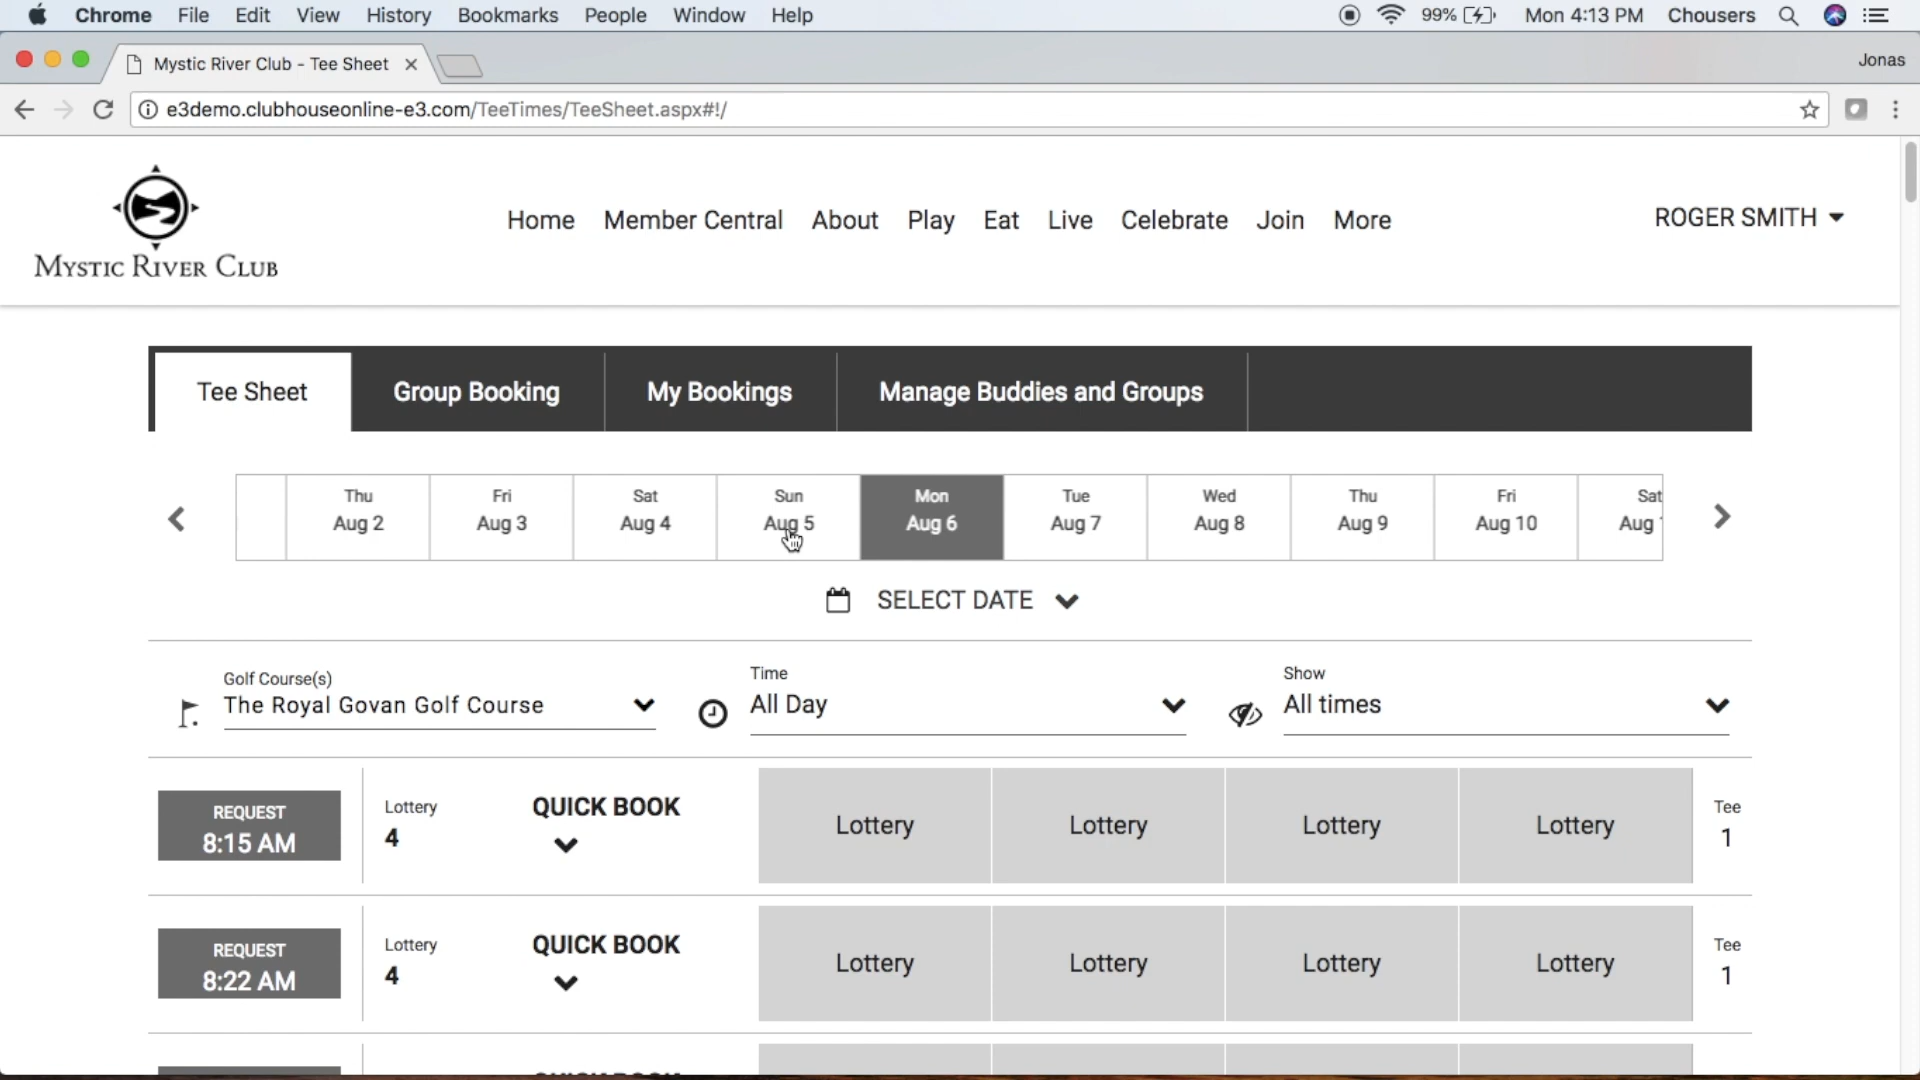 Chrome File Edit View History Bookmarks People Window Help 99% Mon 4:13 PM Chousers
Mystic River Club - Tee Sheet Jonas
e3demo.clubhouseonline-e3.com/TeeTimes/TeeSheet.aspx#!/
MYSTIC RIVER CLUB
Home Member Central About Play Eat Live Celebrate Join More
ROGER SMITH
Tee Sheet Group Booking My Bookings Manage Buddies and Groups
Thu Fri Sat Sun Mon Tue Wed Thu Fri Sat
Aug 2 Aug 3 Aug 4 Aug 5 Aug 6 Aug 7 Aug 8 Aug 9 Aug 10 Aug
SELECT DATE
Golf Course(s) Time Show
The Royal Govan Golf Course All Day All times
REQUEST Lottery QUICK BOOK Lottery Lottery Lottery Lottery Tee
8:15 AM 4 1
REQUEST Lottery QUICK BOOK Lottery Lottery Lottery Lottery Tee
8:22 AM 4 1